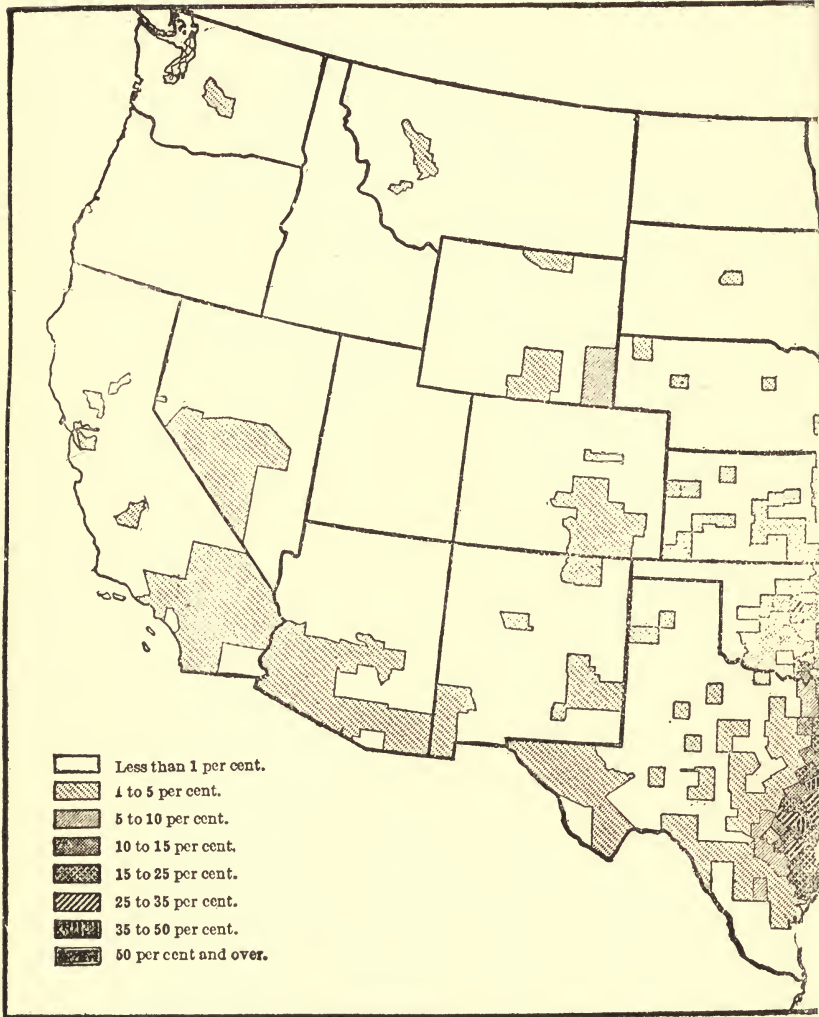 Less than 1 per cent.
1 to 5 per cent.
5 to 10 per cent.
10 to 15 per cent.
15 to 25 per cent.
25 to 35 per cent.
35 to 50 per cent.
50 per cent and over.